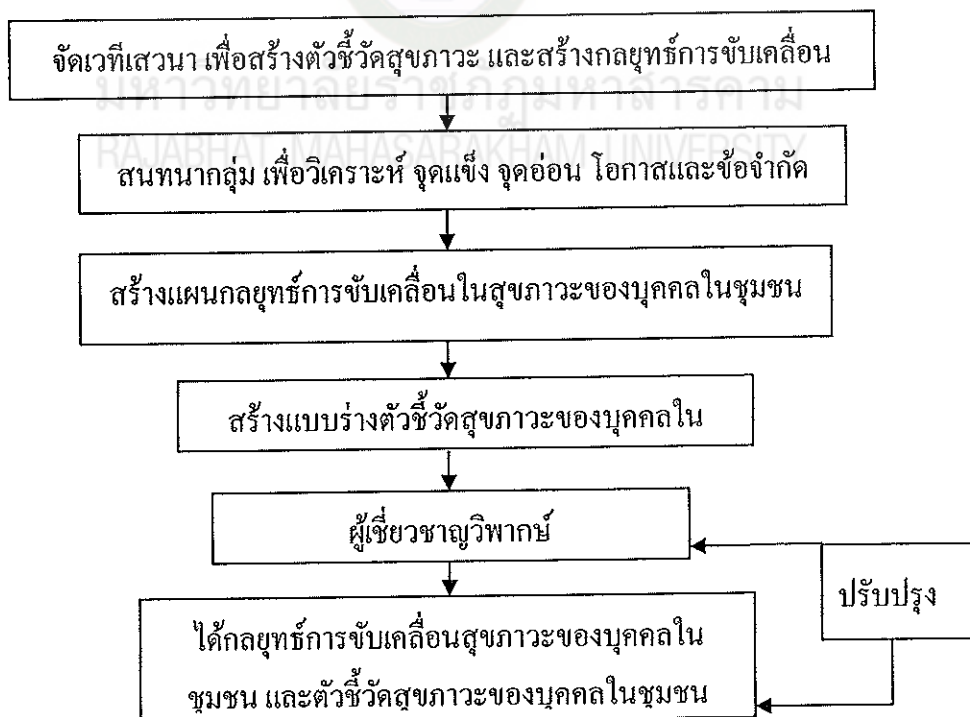 จัดเวทีเสวนา เพื่อสร้างตัวชี้วัดสุขภาวะ และสร้างกลยุทธ์การขับเคลื่อน
มหาวิทยาลัยราชภัฏมหาสารคาม
RAJABHAT MAHASARAKHAM UNIVERSITY
สนทนากลุ่ม เพื่อวิเคราะห์ จุดแข็ง จุดอ่อน โอกาสและข้อจำกัด
สร้างแผนกลยุทธ์การขับเคลื่อนในสุขภาวะของบุคคลในชุมชน
สร้างแบบร่างตัวชี้วัดสุขภาวะของบุคคลใน
ผู้เชี่ยวชาญวิพากษ์
ปรับปรุง
ได้กลยุทธ์การขับเคลื่อนสุขภาวะของบุคคลใน
ชุมชน และตัวชี้วัดสุขภาวะของบุคคลในชุมชน